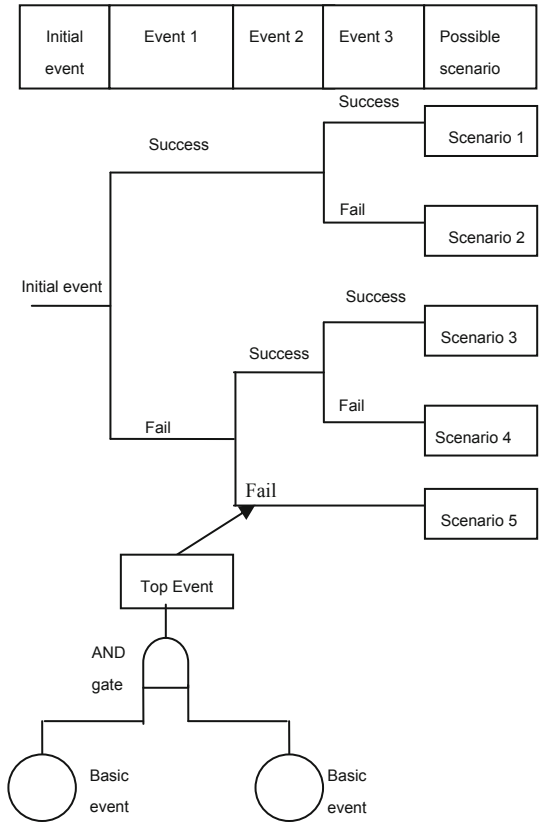 Initial event
Event 1
Event 2
Event 3
Possible scenario
Success
Scenario 1
Success
Fail
Scenario 2
Initial event
Success
Scenario 3
Success
Fail
Scenario 4
Fail
Fail
Scenario 5
Top Event
AND
gate
Basic
event
Basic
event